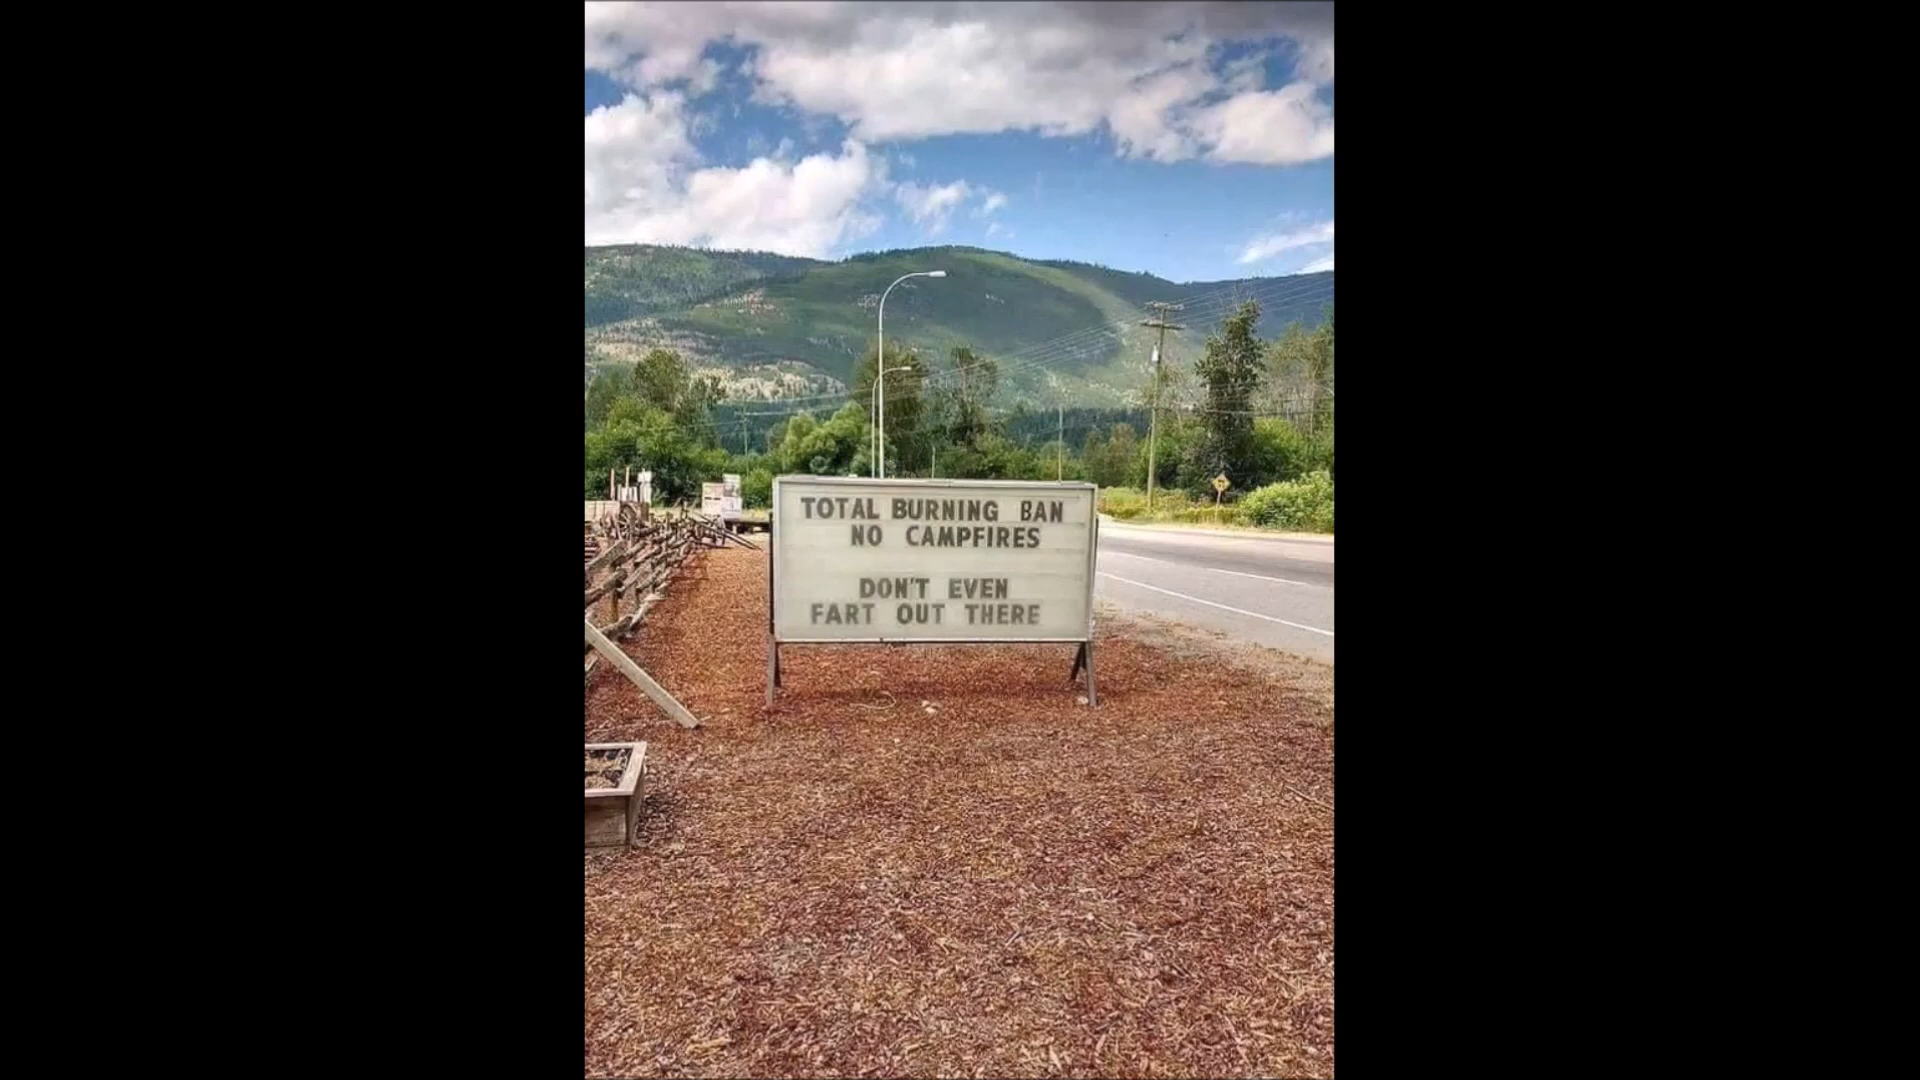 TOTAL BURNING BAN
NO CAMPFIRES
DON'T EVEN
FART OUT THERE